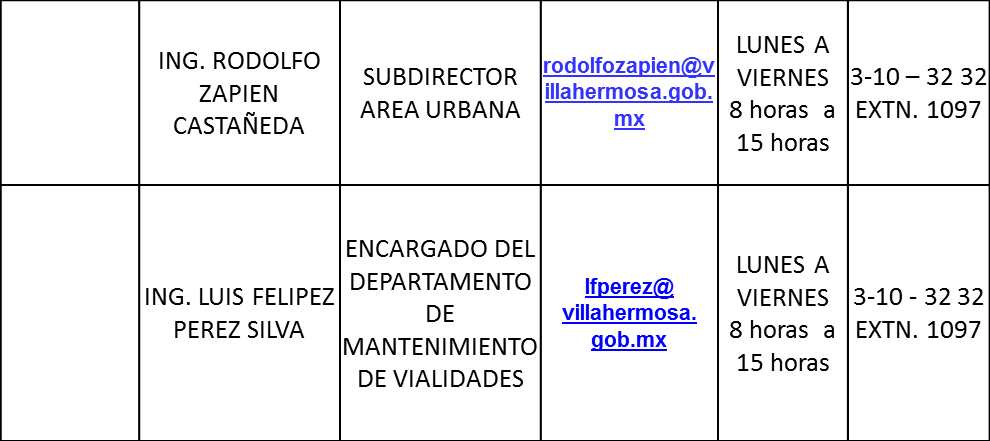 ING. RODOLFO
ZAPIEN
CASTAÑEDA
SUBDIRECTOR
AREA URBANA
rodolfozapien@v
illahermosa.gob.
mx
LUNES A
VIERNES
8 horas a
15 horas
3-10 – 32 32
EXTN. 1097
ING. LUIS FELIPEZ
PEREZ SILVA
ENCARGADO DEL
DEPARTAMENTO
DE
MANTENIMIENTO
DE VIALIDADES
lfperez@
villahermosa.
gob.mx
LUNES A
VIERNES
8 horas a
15 horas
3-10 - 32 32
EXTN. 1097